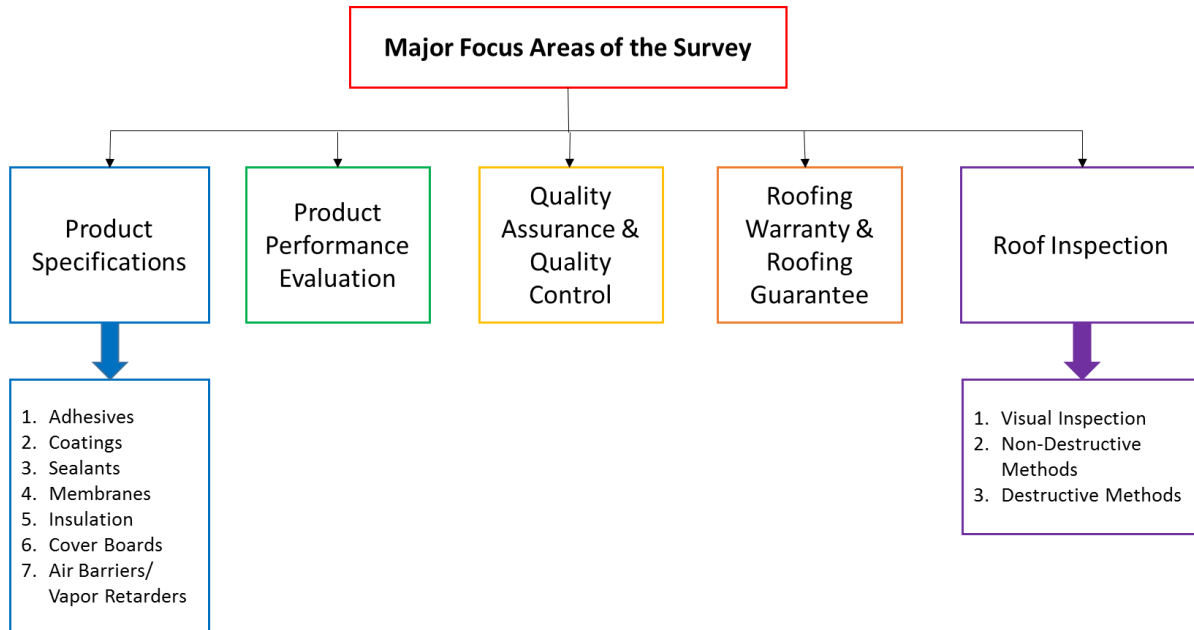 Major Focus Areas of the Survey
Product
Specifications
Product
Performance
Evaluation
Quality
Assurance &
Quality
Control
Roofing
Warranty &
Roofing
Guarantee
Roof Inspection
1. Adhesives
2. Coatings
3. Sealants
4. Membranes
5. Insulation
6. Cover Boards
7. Air Barriers/
Vapor Retarders
1. Visual Inspection
2. Non-Destructive
Methods
3. Destructive Methods